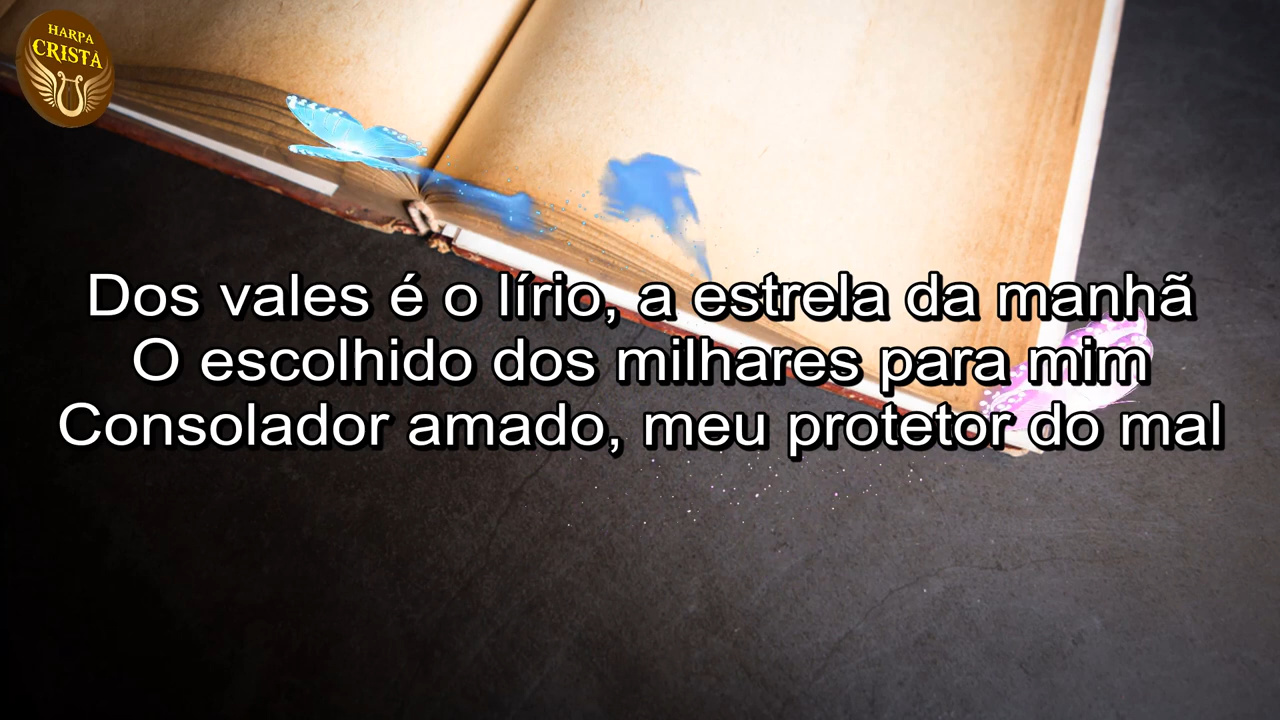 HARPA
CRISTÃ
Dos vales é o lírio, a estrela da manhã
O escolhido dos milhares para mim
Consolador amado, meu protetor do mal